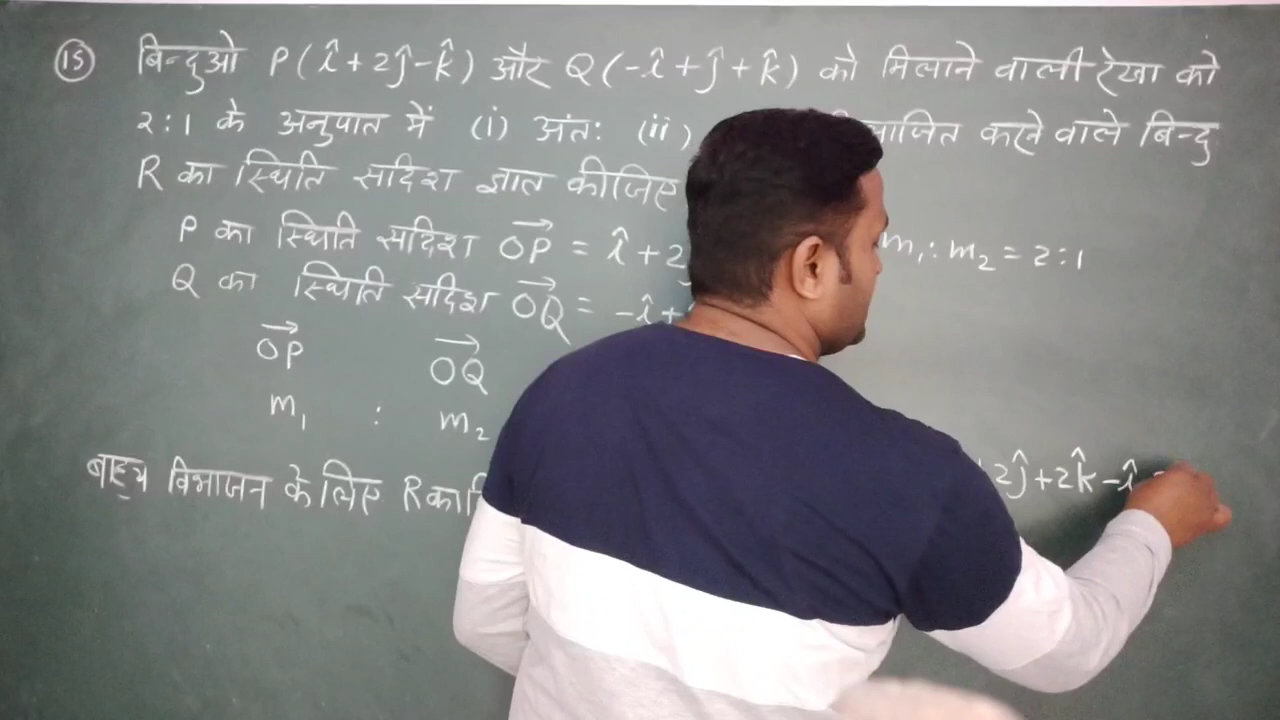 (15) बिन्दुओ P(î+2ĵ-k̂) और Q(-î+ĵ+k̂) को मिलाने वाली रेखा को
2:1 के अनुपात में (i) अंतः (ii) करने वाले बिन्दु
R का स्थिति सदिश ज्ञात कीजिए
P का स्थिति सदिश OP⃗ = î+2 m₁:m₂=2:1
Q का स्थिति सदिश OQ⃗ = -î+
OP⃗ OQ⃗
m₁ : m₂
बाह्य विभाजन के लिए R का 2ĵ+2k̂-î